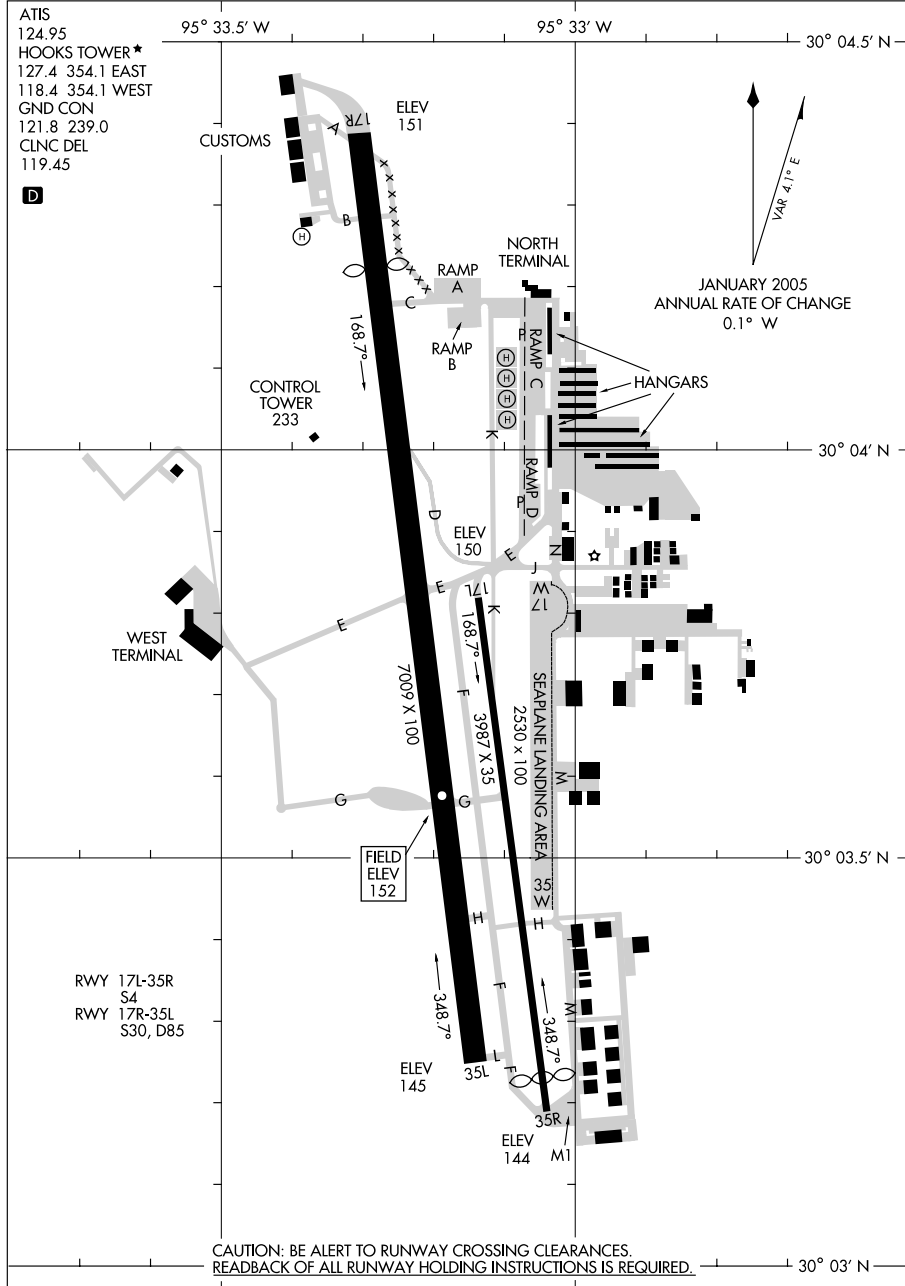 ATIS
124.95
HOOKS TOWER★
127.4 354.1 EAST
118.4 354.1 WEST
GND CON
121.8 239.0
CLNC DEL
119.45
D
95° 33.5' W
95° 33' W
30° 04.5' N
CUSTOMS
A
17R
ELEV
151
B
H
VAR 4.1° E
JANUARY 2005
ANNUAL RATE OF CHANGE
0.1° W
NORTH
TERMINAL
RAMP
A
C
RAMP
B
168.7°
P
RAMP C
H
H
H
H
HANGARS
CONTROL
TOWER
233
K
30° 04' N
RAMP D
P
D
ELEV
150
E
N
J
E
17L
K
17
W
E
WEST
TERMINAL
168.7°
F
7009 X 100
3987 X 35
2530 x 100
SEAPLANE LANDING AREA
M
G
G
FIELD
ELEV
152
30° 03.5' N
35
W
H
H
RWY 17L-35R
S4
RWY 17R-35L
S30, D85
348.7°
F
348.7°
M
ELEV
145
35L
L
F
35R
ELEV
144
M1
CAUTION: BE ALERT TO RUNWAY CROSSING CLEARANCES.
READBACK OF ALL RUNWAY HOLDING INSTRUCTIONS IS REQUIRED.
30° 03' N